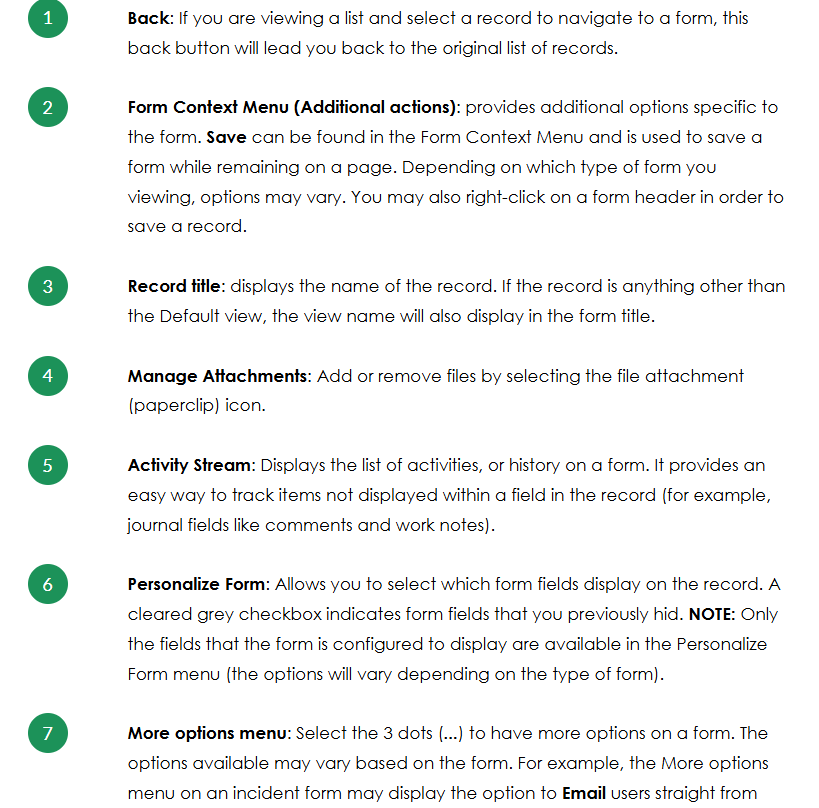 1
Back: If you are viewing a list and select a record to navigate to a form, this
back button will lead you back to the original list of records.
2
Form Context Menu (Additional actions): provides additional options specific to
the form. Save can be found in the Form Context Menu and is used to save a
form while remaining on a page. Depending on which type of form you
viewing, options may vary. You may also right-click on a form header in order to
save a record.
3
Record title: displays the name of the record. If the record is anything other than
the Default view, the view name will also display in the form title.
4
Manage Attachments: Add or remove files by selecting the file attachment
(paperclip) icon.
5
Activity Stream: Displays the list of activities, or history on a form. It provides an
easy way to track items not displayed within a field in the record (for example,
journal fields like comments and work notes).
6
Personalize Form: Allows you to select which form fields display on the record. A
cleared grey checkbox indicates form fields that you previously hid. NOTE: Only
the fields that the form is configured to display are available in the Personalize
Form menu (the options will vary depending on the type of form).
7
More options menu: Select the 3 dots (...) to have more options on a form. The
options available may vary based on the form. For example, the More options
menu on an incident form may display the option to Email users straight from